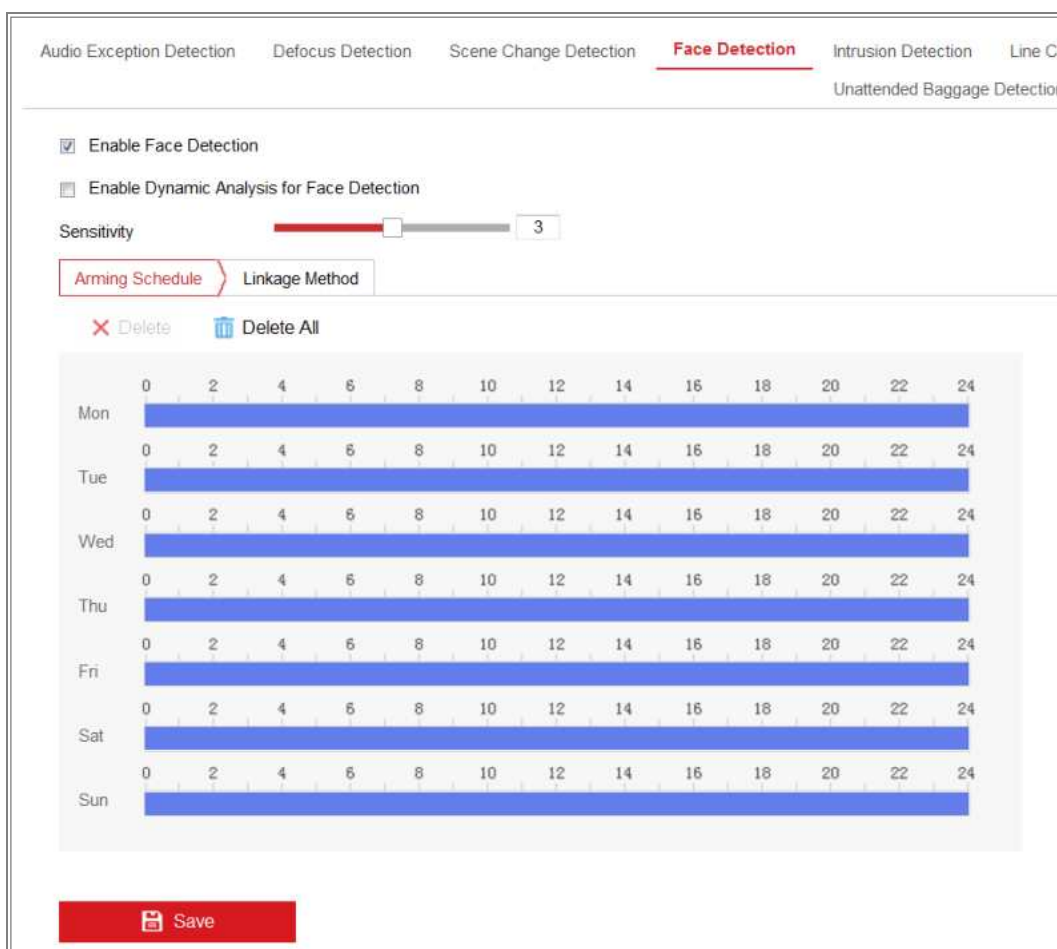 Audio Exception Detection Defocus Detection Scene Change Detection Face Detection Intrusion Detection Line C
Unattended Baggage Detection
Enable Face Detection
Enable Dynamic Analysis for Face Detection
Sensitivity 3
Arming Schedule Linkage Method
Delete Delete All
0 2 4 6 8 10 12 14 16 18 20 22 24
Mon
0 2 4 6 8 10 12 14 16 18 20 22 24
Tue
0 2 4 6 8 10 12 14 16 18 20 22 24
Wed
0 2 4 6 8 10 12 14 16 18 20 22 24
Thu
0 2 4 6 8 10 12 14 16 18 20 22 24
Fri
0 2 4 6 8 10 12 14 16 18 20 22 24
Sat
0 2 4 6 8 10 12 14 16 18 20 22 24
Sun
Save